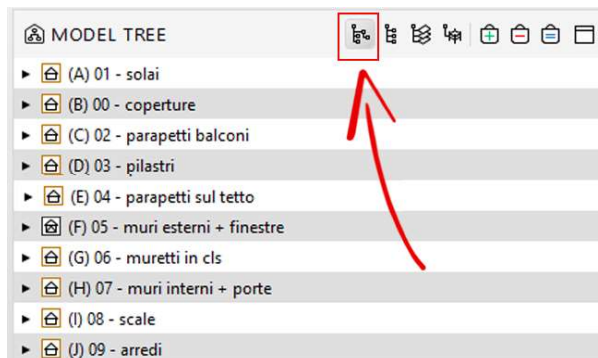 MODEL TREE
(A) 01 - solai
(B) 00 - coperture
(C) 02 - parapetti balconi
(D) 03 - pilastri
(E) 04 - parapetti sul tetto
(F) 05 - muri esterni + finestre
(G) 06 - muretti in cls
(H) 07 - muri interni + porte
(I) 08 - scale
(J) 09 - arredi